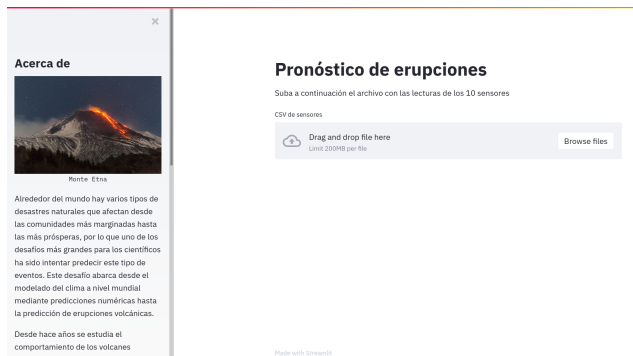 Acerca de
Monte Etna
Alrededor del mundo hay varios tipos de
desastres naturales que afectan desde
las comunidades más marginadas hasta
las más prósperas, por lo que uno de los
desafíos más grandes para los científicos
ha sido intentar predecir este tipo de
eventos. Este desafío abarca desde el
modelado del clima a nivel mundial
mediante predicciones numéricas hasta
la predicción de erupciones volcánicas.
Desde hace años se estudia el
comportamiento de los volcanes
Pronóstico de erupciones
Suba a continuación el archivo con las lecturas de los 10 sensores
CSV de sensores
Drag and drop file here
Limit 200MB per file
Browse files
Made with Streamlit